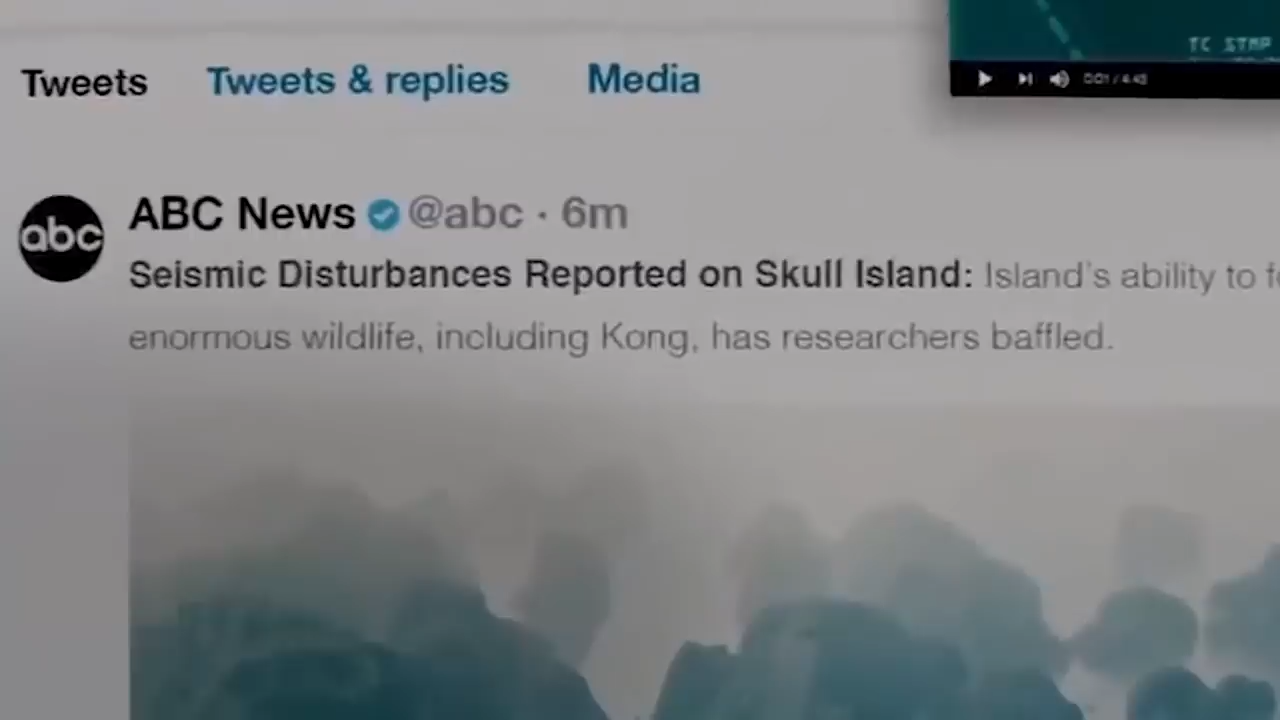 TC STMP
Tweets Tweets & replies Media
0:01 / 4:43
abc
ABC News @abc · 6m
Seismic Disturbances Reported on Skull Island: Island's ability to
enormous wildlife, including Kong, has researchers baffled.